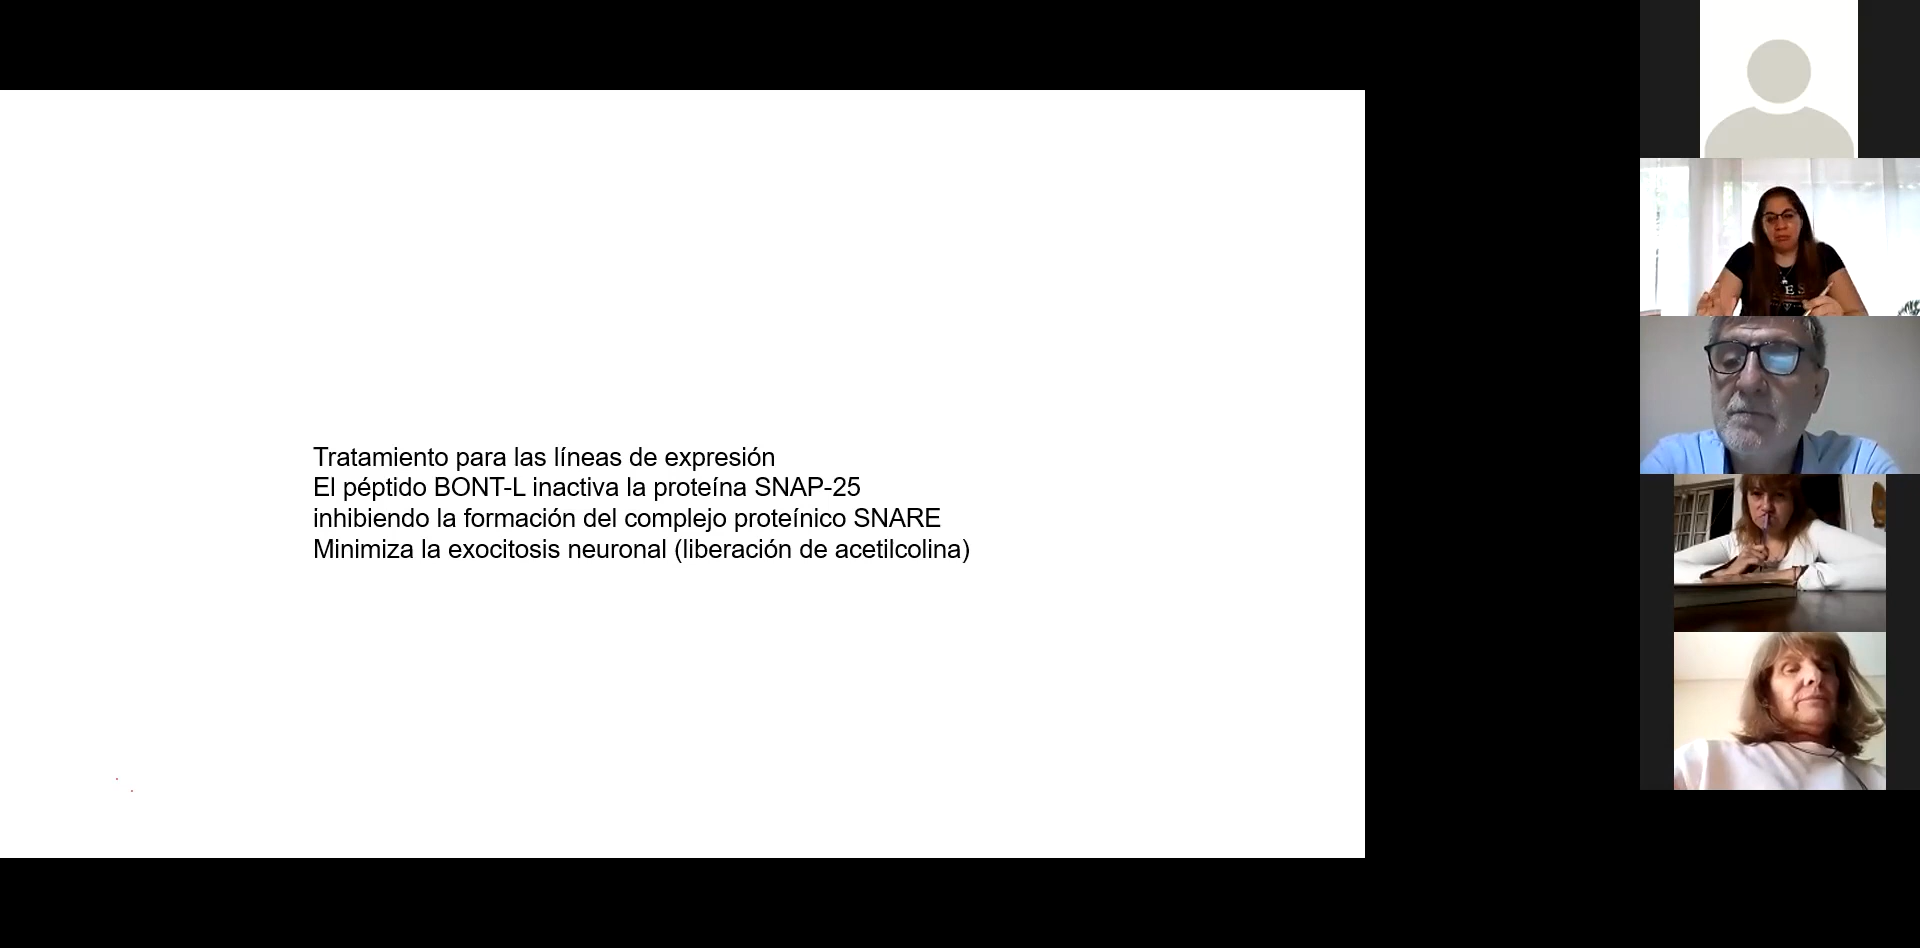 Tratamiento para las líneas de expresión
El péptido BONT-L inactiva la proteína SNAP-25
inhibiendo la formación del complejo proteínico SNARE
Minimiza la exocitosis neuronal (liberación de acetilcolina)